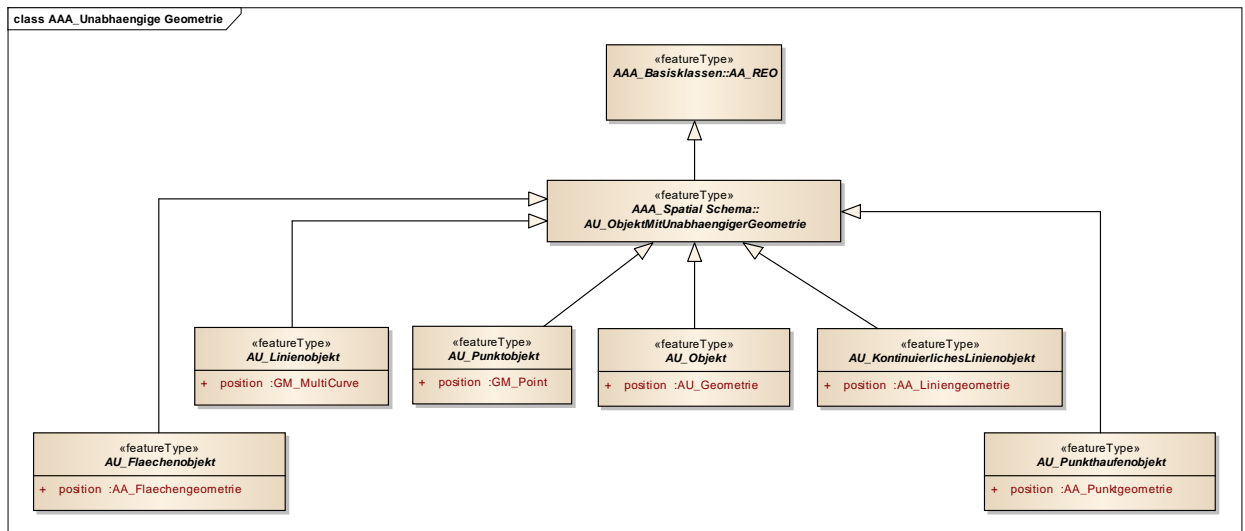 class AAA_Unabhaengige Geometrie
«featureType»
AAA_Basisklassen::AA_REO
«featureType»
AAA_Spatial Schema::
AU_ObjektMitUnabhaengigerGeometrie
«featureType»
AU_Linienobjekt
+ position :GM_MultiCurve
«featureType»
AU_Punktobjekt
+ position :GM_Point
«featureType»
AU_Objekt
+ position :AU_Geometrie
«featureType»
AU_KontinuierlichesLinienobjekt
+ position :AA_Liniengeometrie
«featureType»
AU_Flaechenobjekt
+ position :AA_Flaechengeometrie
«featureType»
AU_Punkthaufenobjekt
+ position :AA_Punktgeometrie